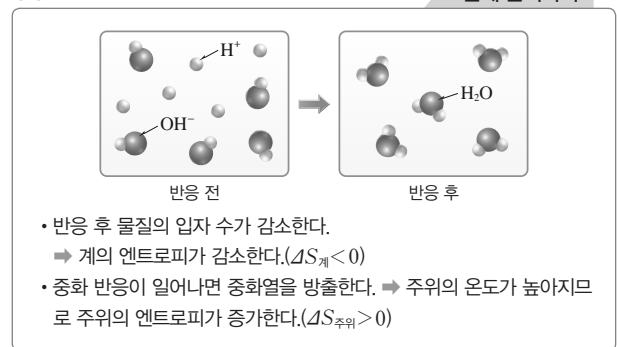 H⁺
OH⁻
H₂O
반응 전
반응 후
• 반응 후 물질의 입자 수가 감소한다.
➡ 계의 엔트로피가 감소한다.(ΔS계<0)
• 중화 반응이 일어나면 중화열을 방출한다. ➡ 주위의 온도가 높아지므
로 주위의 엔트로피가 증가한다.(ΔS주위>0)